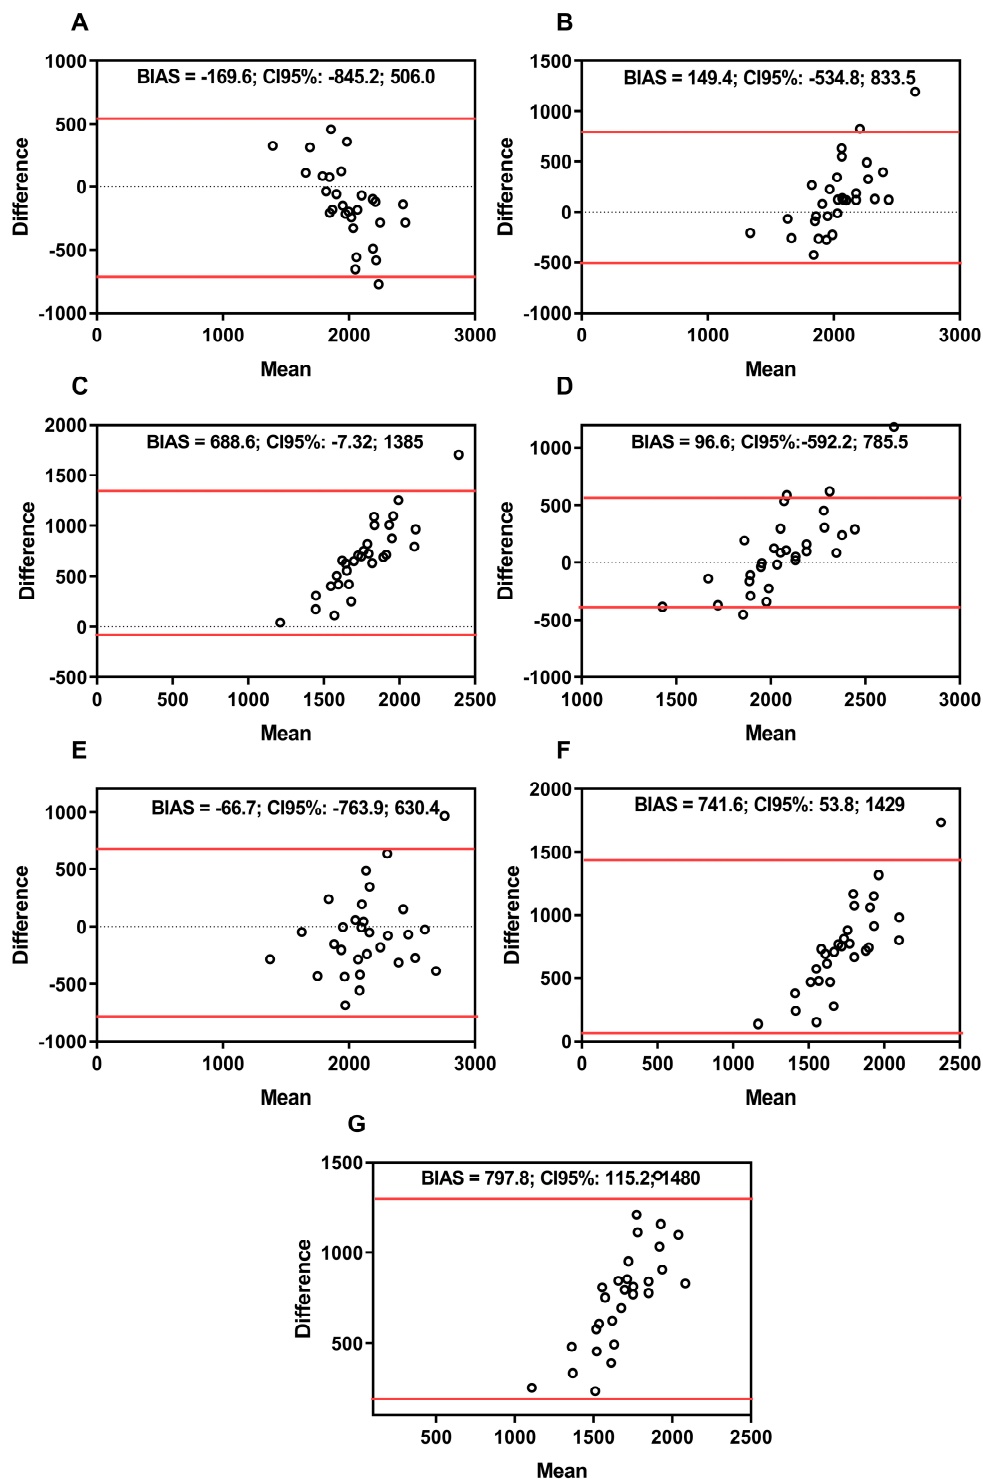 A
BIAS = -169.6; CI95%: -845.2; 506.0
1000
500
0
-500
-1000
0 1000 2000 3000
Difference
Mean
B
BIAS = 149.4; CI95%: -534.8; 833.5
1500
1000
500
0
-500
-1000
0 1000 2000 3000
Difference
Mean
C
BIAS = 688.6; CI95%: -7.32; 1385
2000
1500
1000
500
0
-500
0 500 1000 1500 2000 2500
Difference
Mean
D
BIAS = 96.6; CI95%:-592.2; 785.5
1000
500
0
-500
-1000
1000 1500 2000 2500 3000
Difference
Mean
E
BIAS = -66.7; CI95%: -763.9; 630.4
1000
500
0
-500
-1000
0 1000 2000 3000
Difference
Mean
F
BIAS = 741.6; CI95%: 53.8; 1429
2000
1500
1000
500
0
0 500 1000 1500 2000 2500
Difference
Mean
G
BIAS = 797.8; CI95%: 115.2; 1480
1500
1000
500
500 1000 1500 2000 2500
Difference
Mean